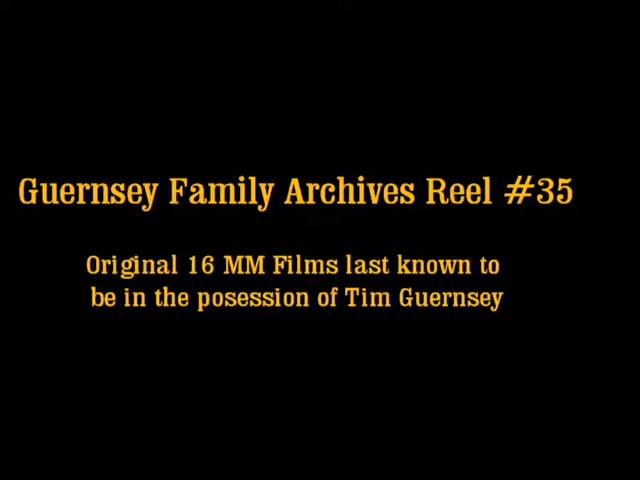 Guernsey Family Archives Reel #35
Original 16 MM Films last known to
be in the posession of Tim Guernsey